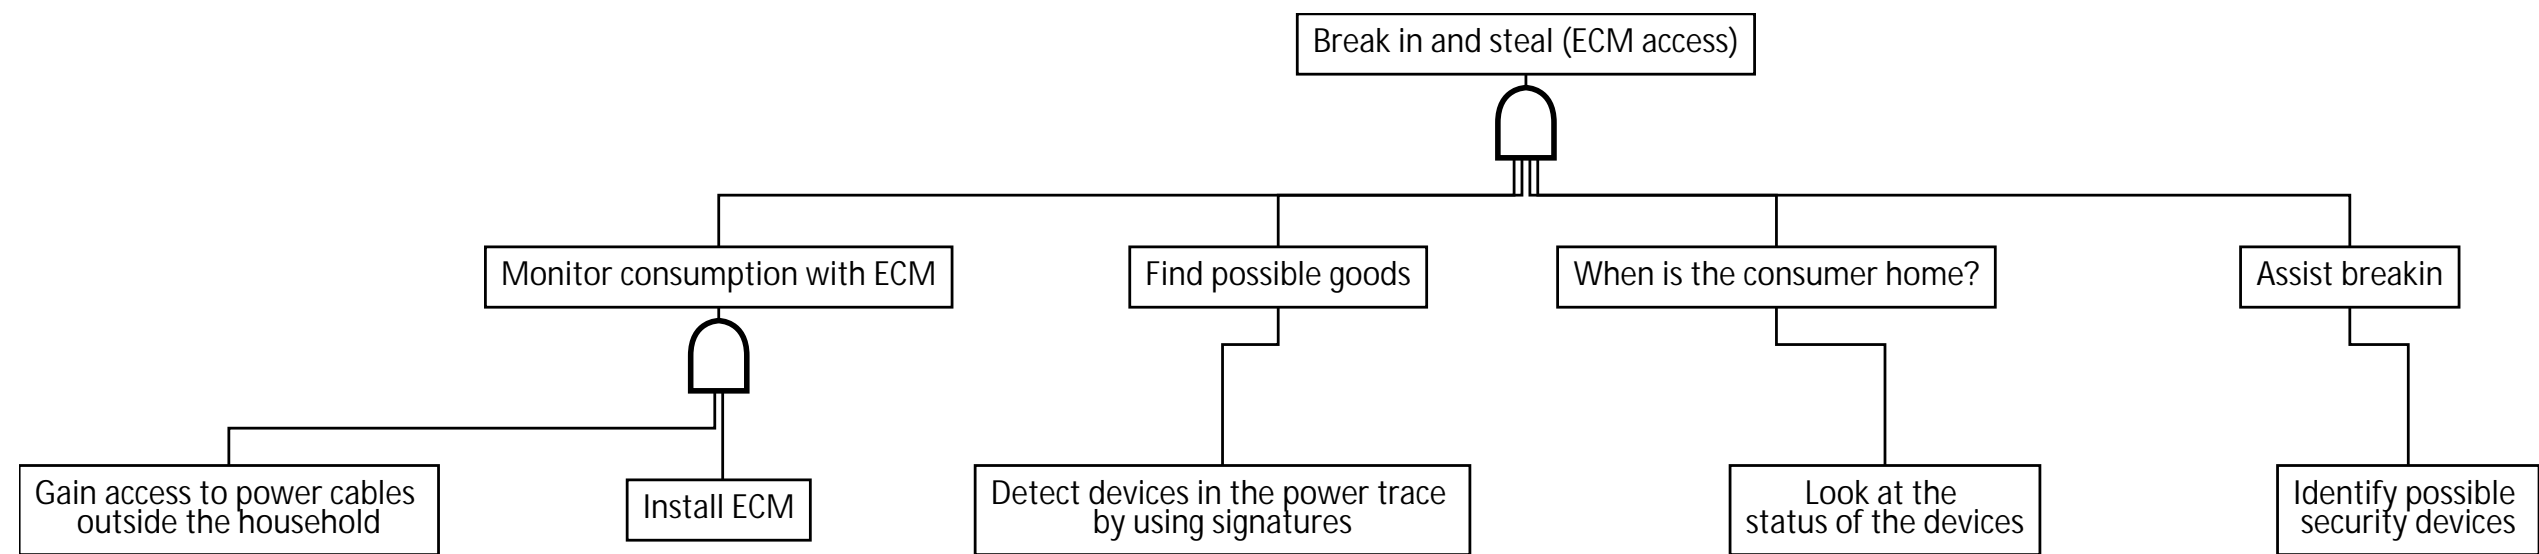 Break in and steal (ECM access)
Monitor consumption with ECM
Find possible goods
When is the consumer home?
Assist breakin
Gain access to power cables
outside the household
Install ECM
Detect devices in the power trace
by using signatures
Look at the
status of the devices
Identify possible
security devices